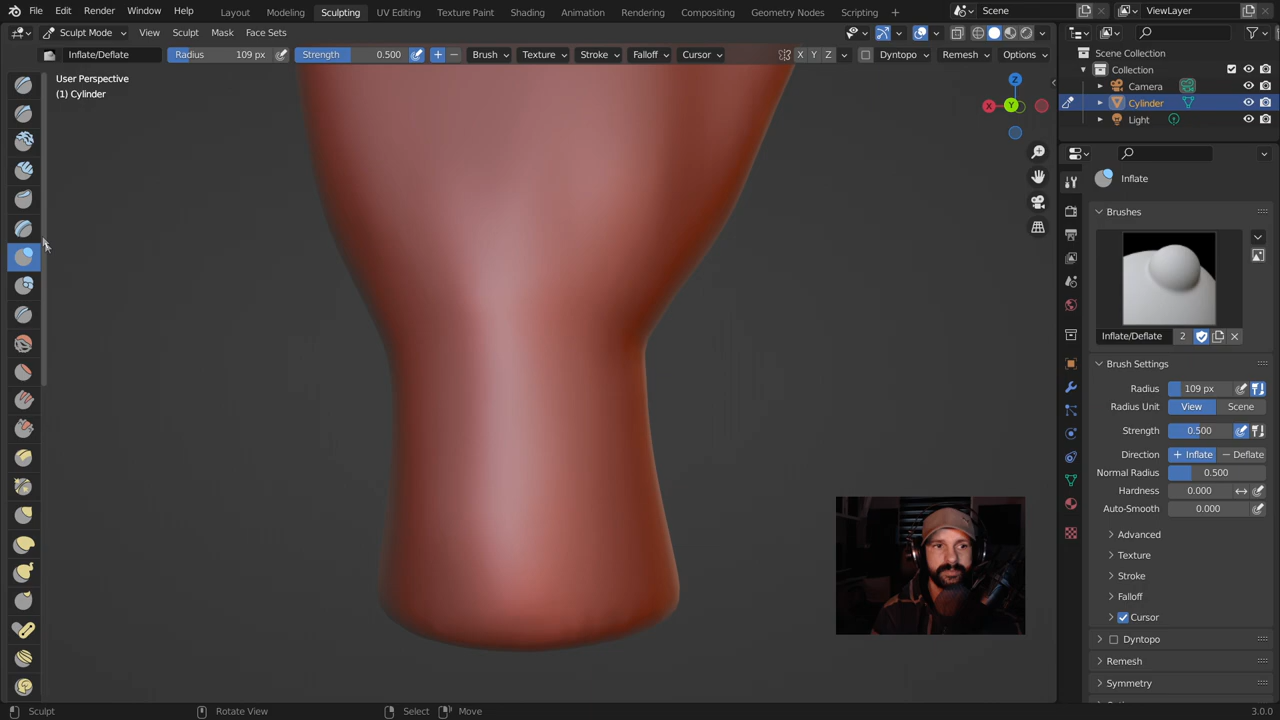 File Edit Render Window Help Layout Modeling Sculpting UV Editing Texture Paint Shading Animation Rendering Compositing Geometry Nodes Scripting Scene ViewLayer
Sculpt Mode View Sculpt Mask Face Sets
Inflate/Deflate Radius 109 px Strength 0.500 Brush Texture Stroke Falloff Cursor X Y Z Dyntopo Remesh Options
User Perspective
(1) Cylinder
Z
X Y
Scene Collection
Collection
Camera
Cylinder
Light
Inflate
Brushes
Inflate/Deflate 2
Brush Settings
Radius 109 px
Radius Unit View Scene
Strength 0.500
Direction + Inflate − Deflate
Normal Radius 0.500
Hardness 0.000
Auto-Smooth 0.000
Advanced
Texture
Stroke
Falloff
Cursor
Dyntopo
Remesh
Symmetry
Sculpt Rotate View Select Move 3.0.0